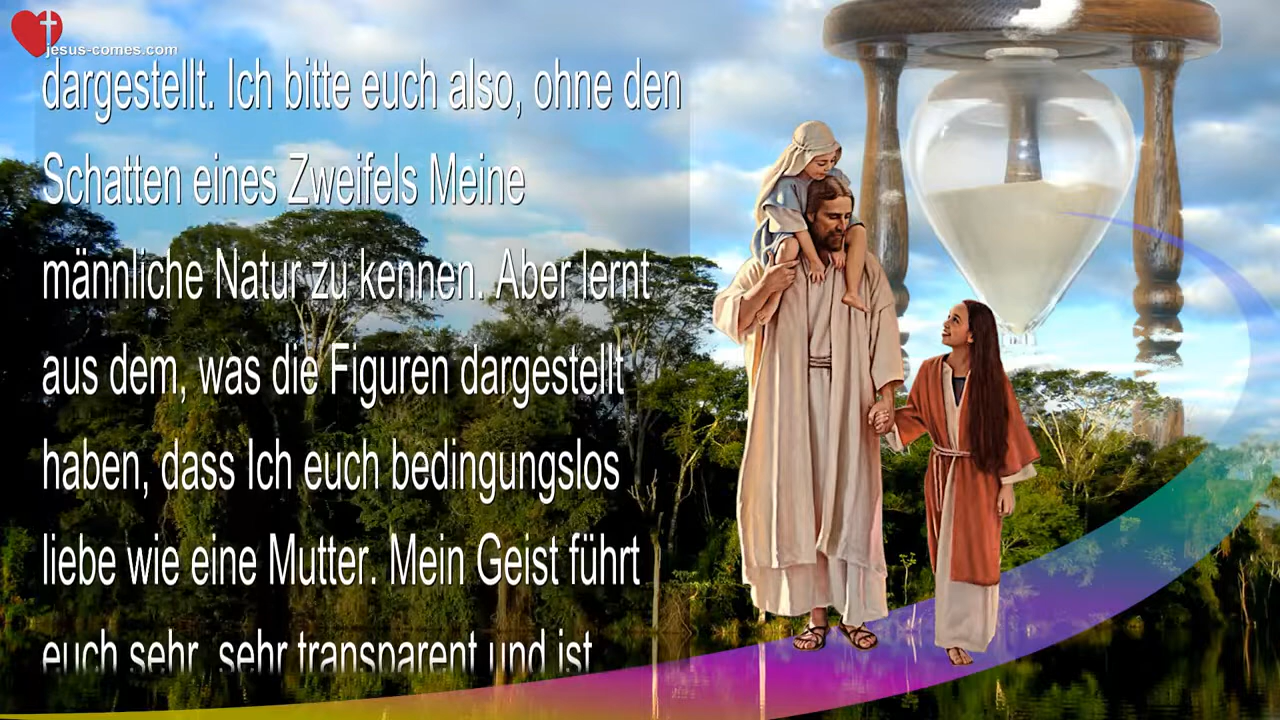 jesus-comes.com
dargestellt. Ich bitte euch also, ohne den
Schatten eines Zweifels Meine
männliche Natur zu kennen. Aber lernt
aus dem, was die Figuren dargestellt
haben, dass Ich euch bedingungslos
liebe wie eine Mutter. Mein Geist führt
euch sehr, sehr transparent und ist